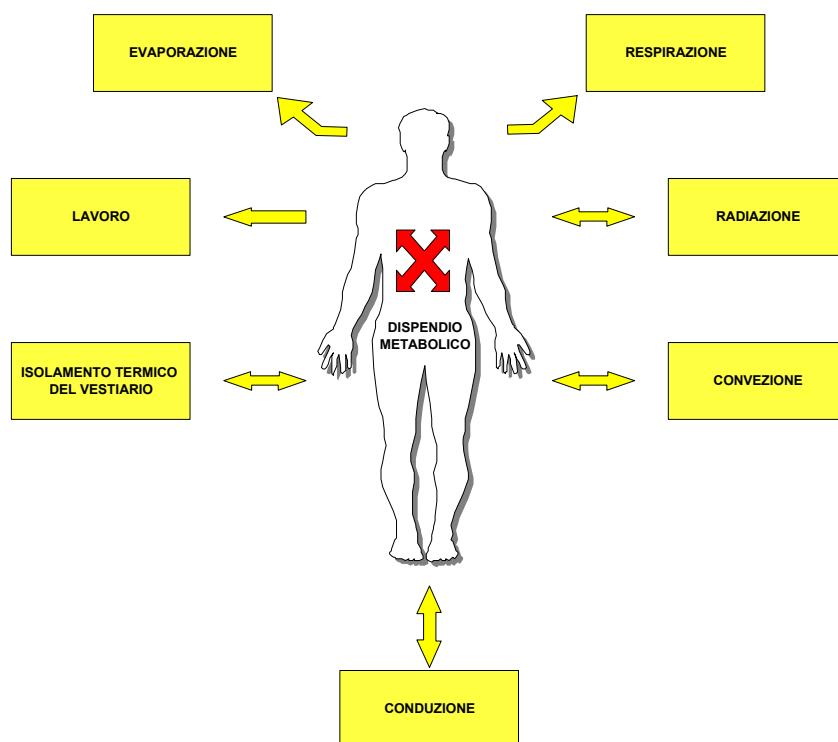 EVAPORAZIONE
RESPIRAZIONE
LAVORO
RADIAZIONE
DISPENDIO
METABOLICO
ISOLAMENTO TERMICO
DEL VESTIARIO
CONVEZIONE
CONDUZIONE